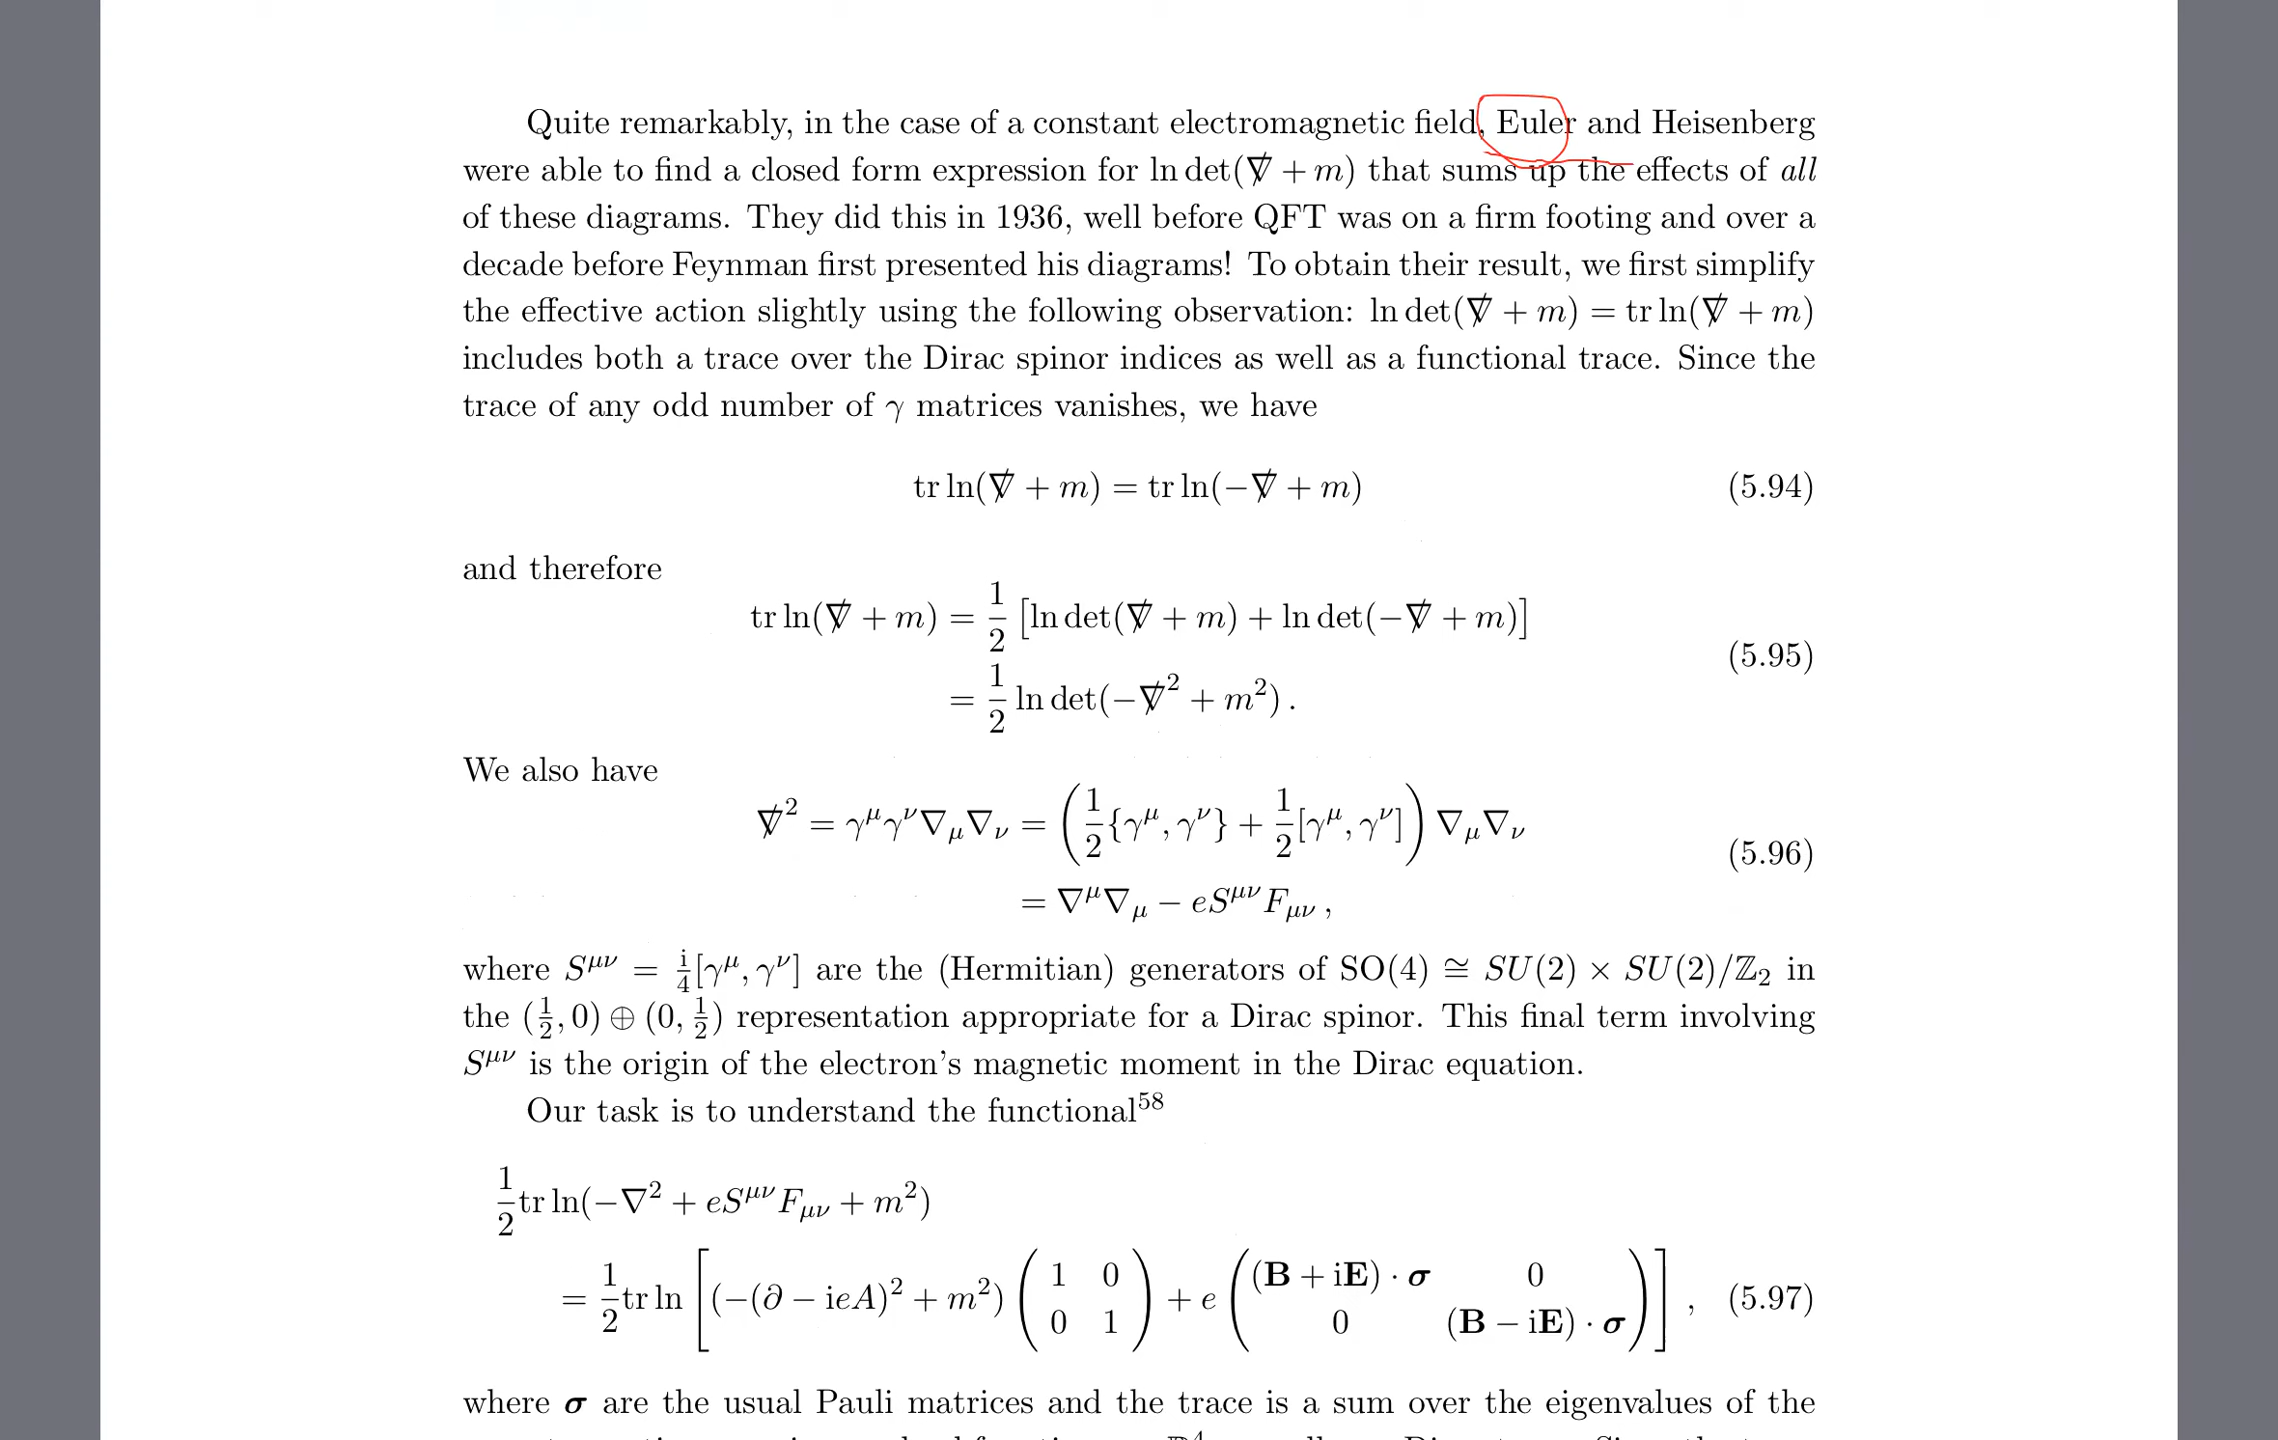 Quite remarkably, in the case of a constant electromagnetic field, Euler and Heisenberg
were able to find a closed form expression for ln det(∇̸ + m) that sums up the effects of all
of these diagrams. They did this in 1936, well before QFT was on a firm footing and over a
decade before Feynman first presented his diagrams! To obtain their result, we first simplify
the effective action slightly using the following observation: ln det(∇̸ + m) = tr ln(∇̸ + m)
includes both a trace over the Dirac spinor indices as well as a functional trace. Since the
trace of any odd number of γ matrices vanishes, we have
tr ln(∇̸ + m) = tr ln(−∇̸ + m) (5.94)
and therefore
tr ln(∇̸ + m) = 1/2 [ln det(∇̸ + m) + ln det(−∇̸ + m)]
= 1/2 ln det(−∇̸² + m²) . (5.95)
We also have
∇̸² = γ^μ γ^ν ∇_μ ∇_ν = (1/2 {γ^μ, γ^ν} + 1/2 [γ^μ, γ^ν]) ∇_μ ∇_ν
= ∇^μ ∇_μ − eS^{μν} F_{μν} , (5.96)
where S^{μν} = i/4 [γ^μ, γ^ν] are the (Hermitian) generators of SO(4) ≅ SU(2) × SU(2)/ℤ₂ in
the (1/2, 0) ⊕ (0, 1/2) representation appropriate for a Dirac spinor. This final term involving
S^{μν} is the origin of the electron's magnetic moment in the Dirac equation.
Our task is to understand the functional⁵⁸
1/2 tr ln(−∇² + eS^{μν} F_{μν} + m²)
= 1/2 tr ln [(−(∂ − ieA)² + m²) (1 0; 0 1) + e ((B + iE) · σ 0; 0 (B − iE) · σ)] , (5.97)
where σ are the usual Pauli matrices and the trace is a sum over the eigenvalues of the